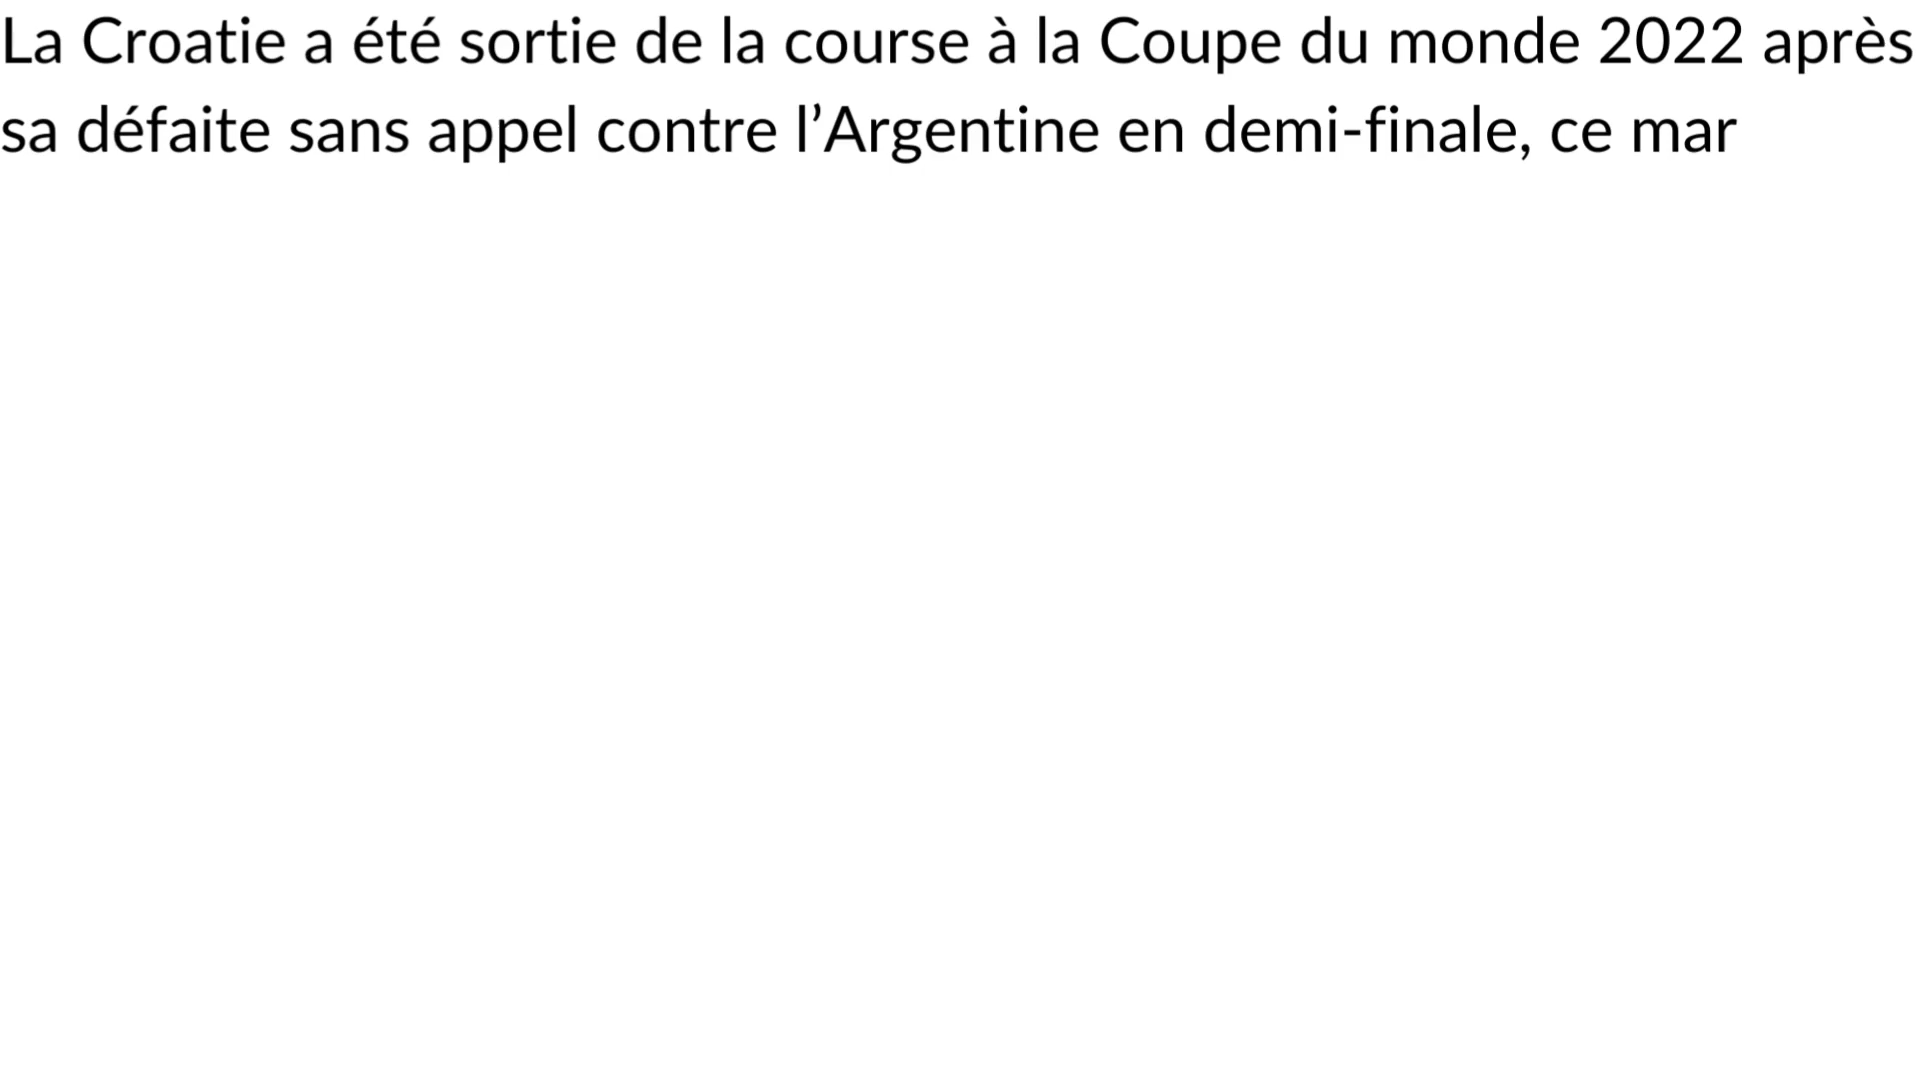 La Croatie a été sortie de la course à la Coupe du monde 2022 après
sa défaite sans appel contre l’Argentine en demi-finale, ce mar